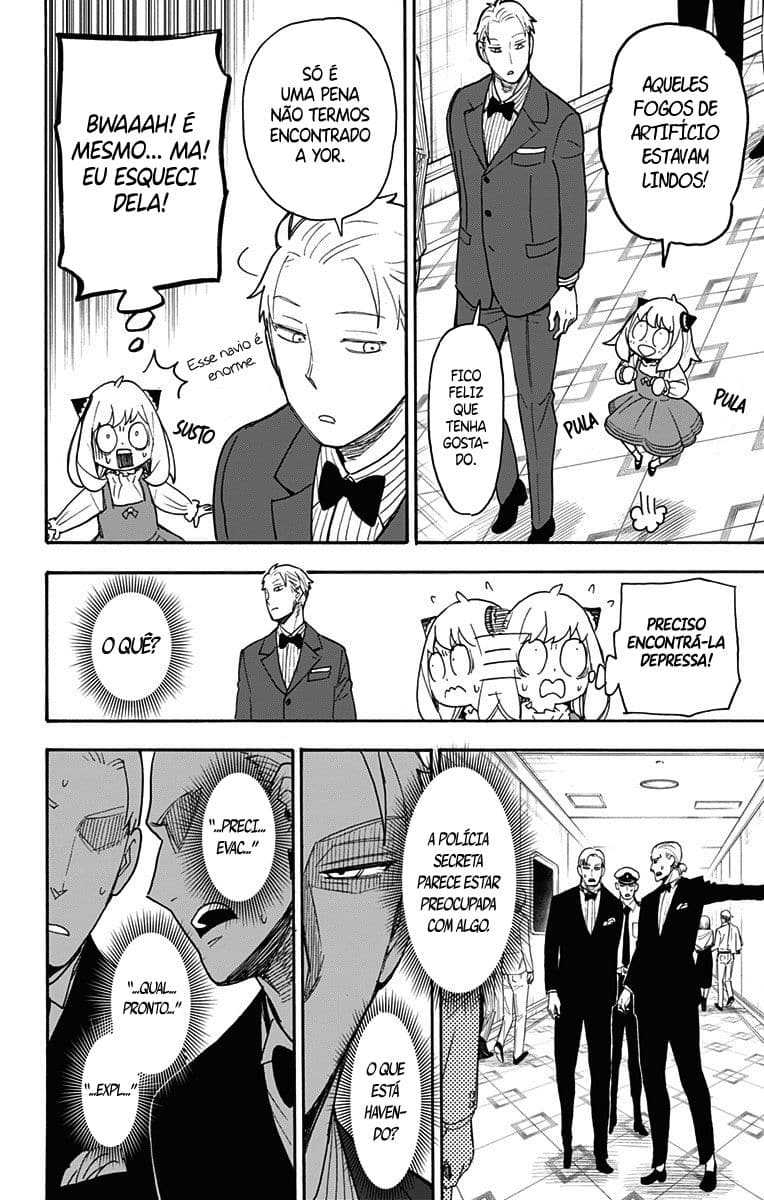 AQUELES
FOGOS DE
ARTIFÍCIO
ESTAVAM
LINDOS!
PULA
PULA
FICO
FELIZ
QUE
TENHA
GOSTA-
DO.
SÓ É
UMA PENA
NÃO TERMOS
ENCONTRADO
A YOR.
Esse navio é
enorme
BWAAAH! É
MESMO... MA!
EU ESQUECI
DELA!
SUSTO
PRECISO
ENCONTRÁ-LA
DEPRESSA!
O QUÊ?
A POLÍCIA
SECRETA
PARECE ESTAR
PREOCUPADA
COM ALGO.
"...PRECI...
EVAC..."
"...QUAL...
PRONTO..."
"...EXPL..."
O QUE
ESTÁ
HAVEN-
DO?